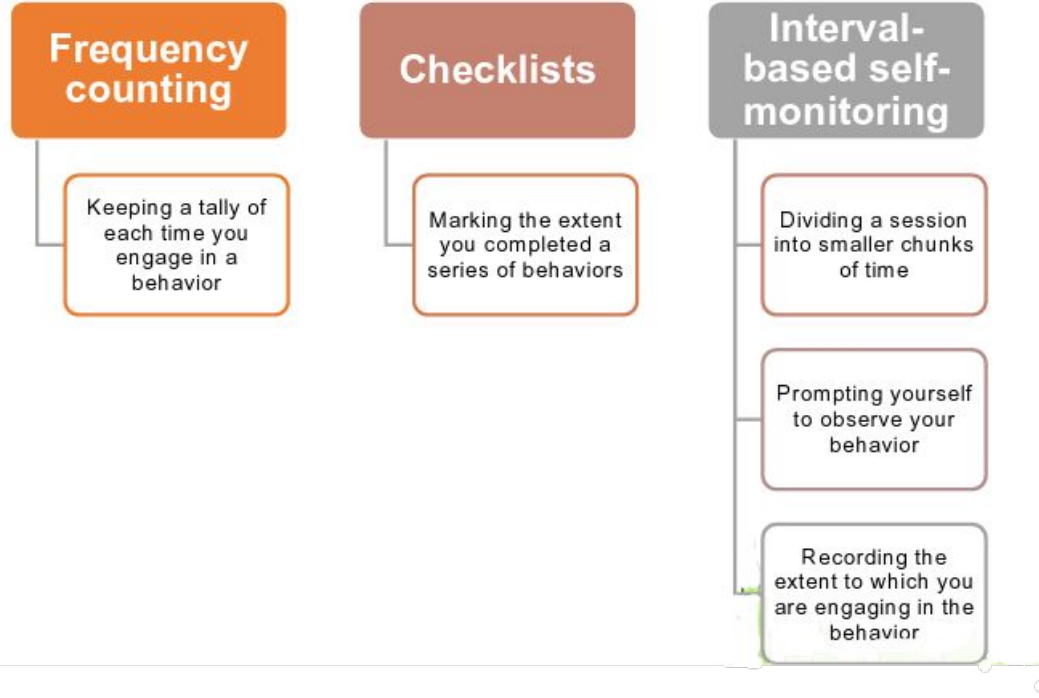 Frequency
counting
Keeping a tally of
each time you
engage in a
behavior
Checklists
Marking the extent
you completed a
series of behaviors
Interval-
based self-
monitoring
Dividing a session
into smaller chunks
of time
Prompting yourself
to observe your
behavior
Recording the
extent to which you
are engaging in the
behavior